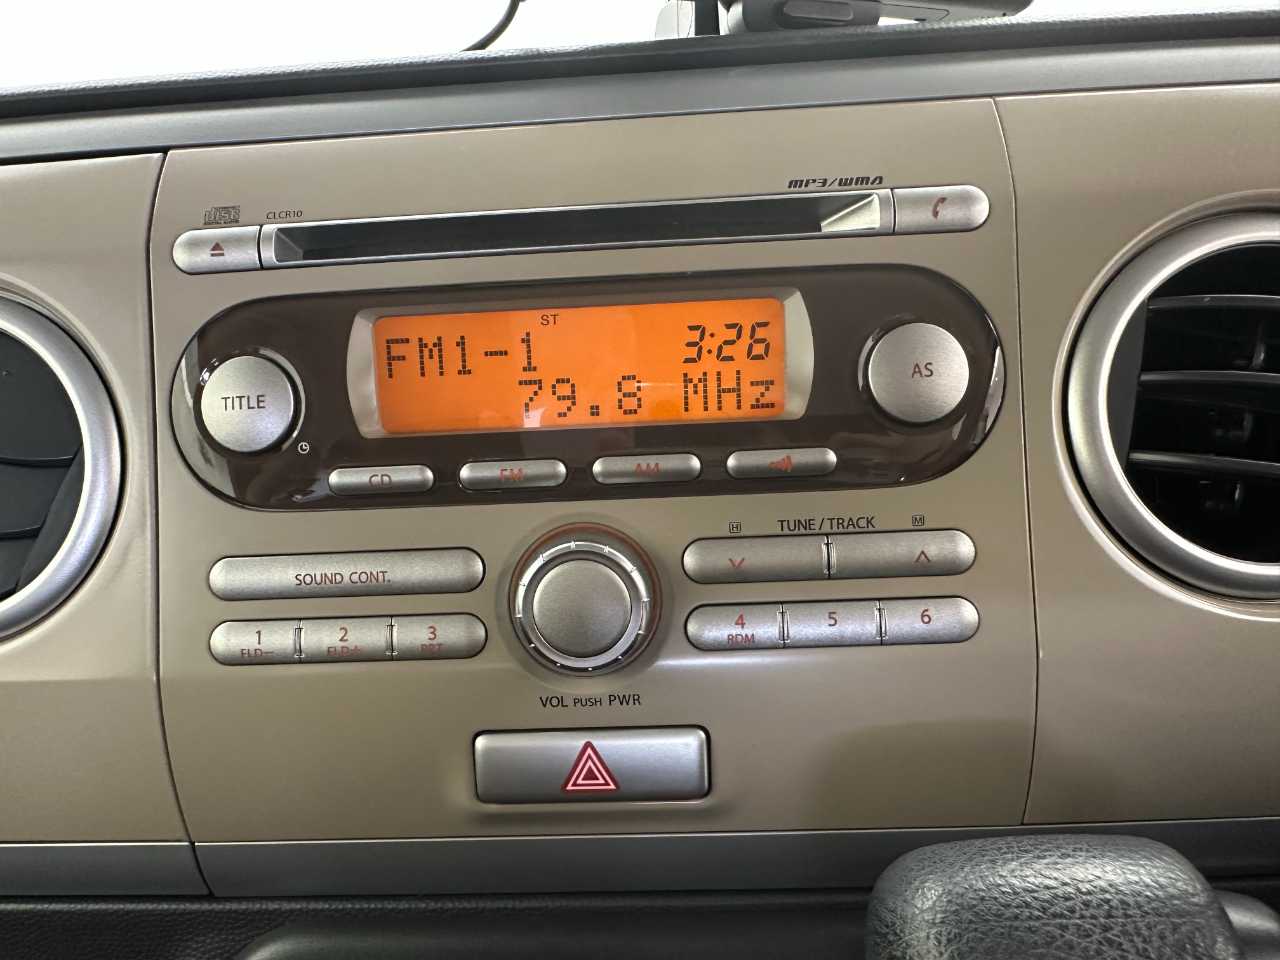 MP3/WMA
disc
CLCR10
ST
FM1-1 3:26
79.8 MHz
TITLE
AS
CD
FM
AM
H TUNE/TRACK M
SOUND CONT.
1 2 3
FLD− FLD+ RPT
4 5 6
RDM
VOL PUSH PWR